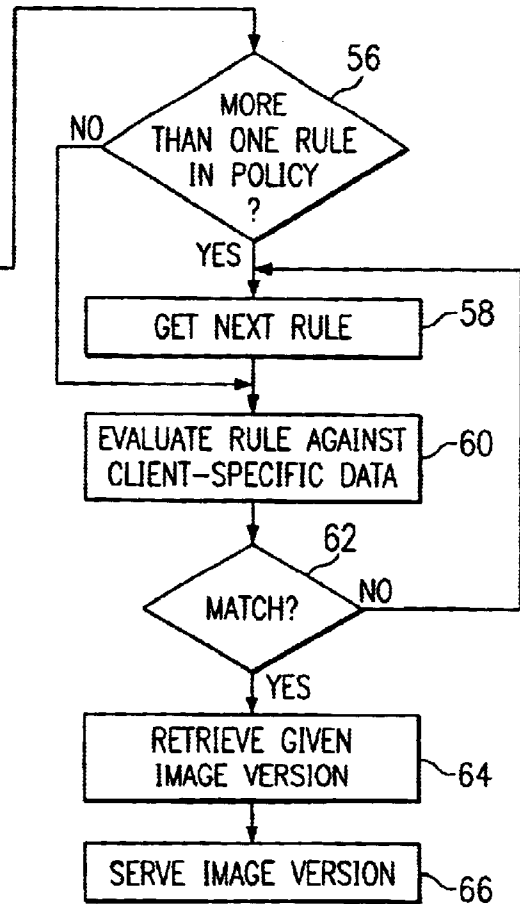 56
MORE
THAN ONE RULE
IN POLICY
?
NO
YES
GET NEXT RULE
58
EVALUATE RULE AGAINST
CLIENT-SPECIFIC DATA
60
62
MATCH?
NO
YES
RETRIEVE GIVEN
IMAGE VERSION
64
SERVE IMAGE VERSION
66